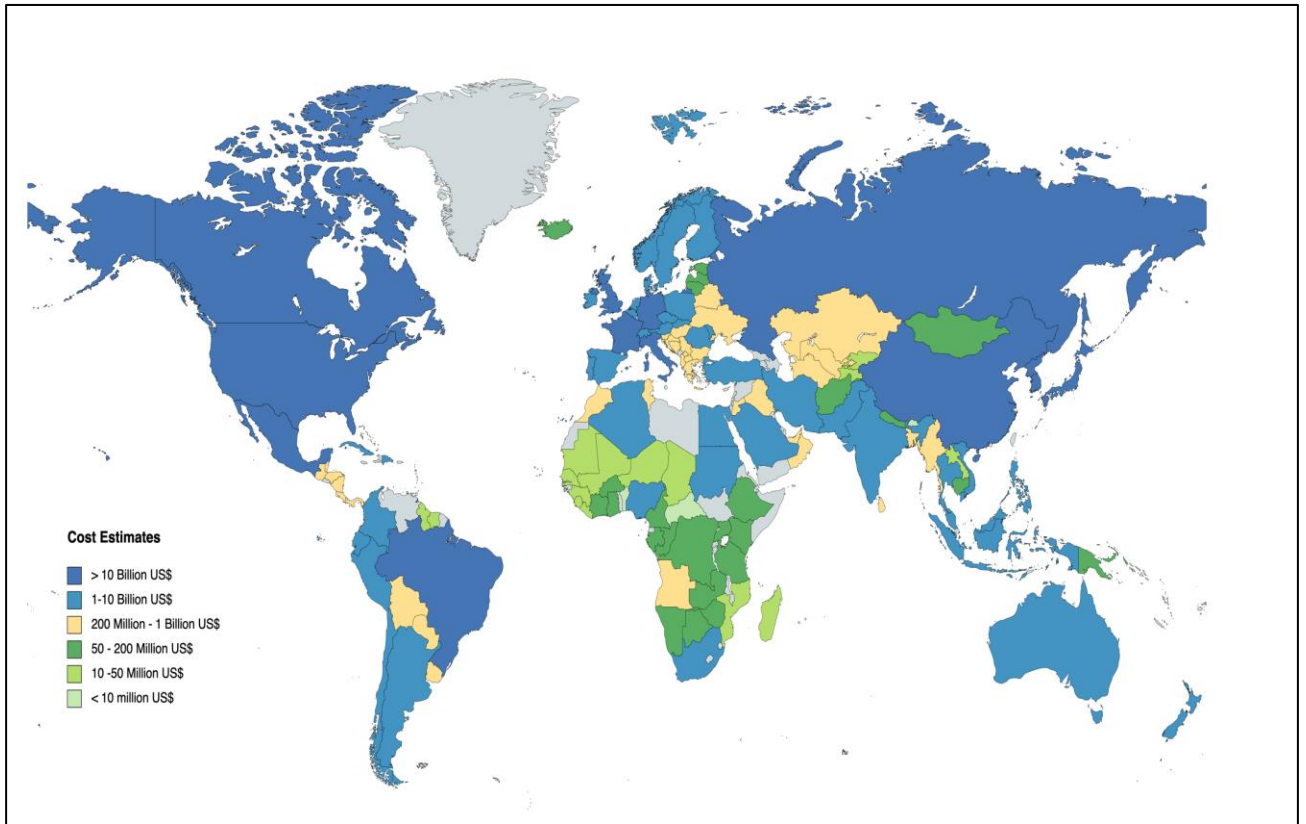 Cost Estimates
> 10 Billion US$
1-10 Billion US$
200 Million - 1 Billion US$
50 - 200 Million US$
10 -50 Million US$
< 10 million US$